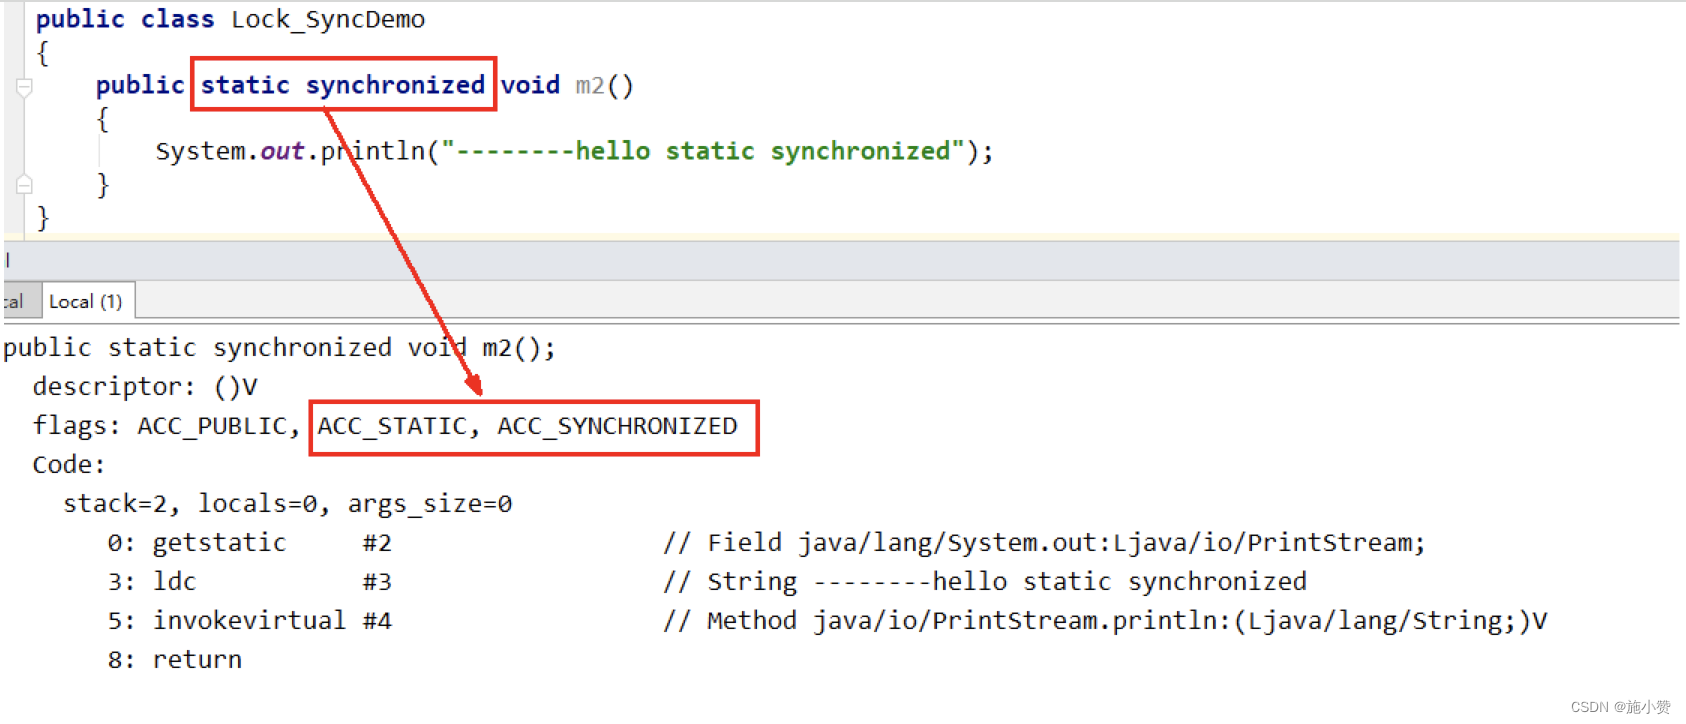 public class Lock_SyncDemo
{
public static synchronized void m2()
{
System.out.println("--------hello static synchronized");
}
}
Local (1)
public static synchronized void m2();
descriptor: ()V
flags: ACC_PUBLIC, ACC_STATIC, ACC_SYNCHRONIZED
Code:
stack=2, locals=0, args_size=0
0: getstatic #2 // Field java/lang/System.out:Ljava/io/PrintStream;
3: ldc #3 // String --------hello static synchronized
5: invokevirtual #4 // Method java/io/PrintStream.println:(Ljava/lang/String;)V
8: return
CSDN @施小赞